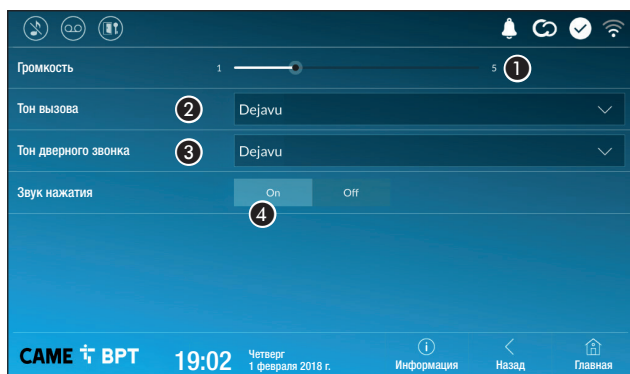 Громкость 1 5 1
Тон вызова 2 Dejavu
Тон дверного звонка 3 Dejavu
Звук нажатия On Off
4
CAME BPT 19:02 Четверг
1 февраля 2018 г.
Информация Назад Главная